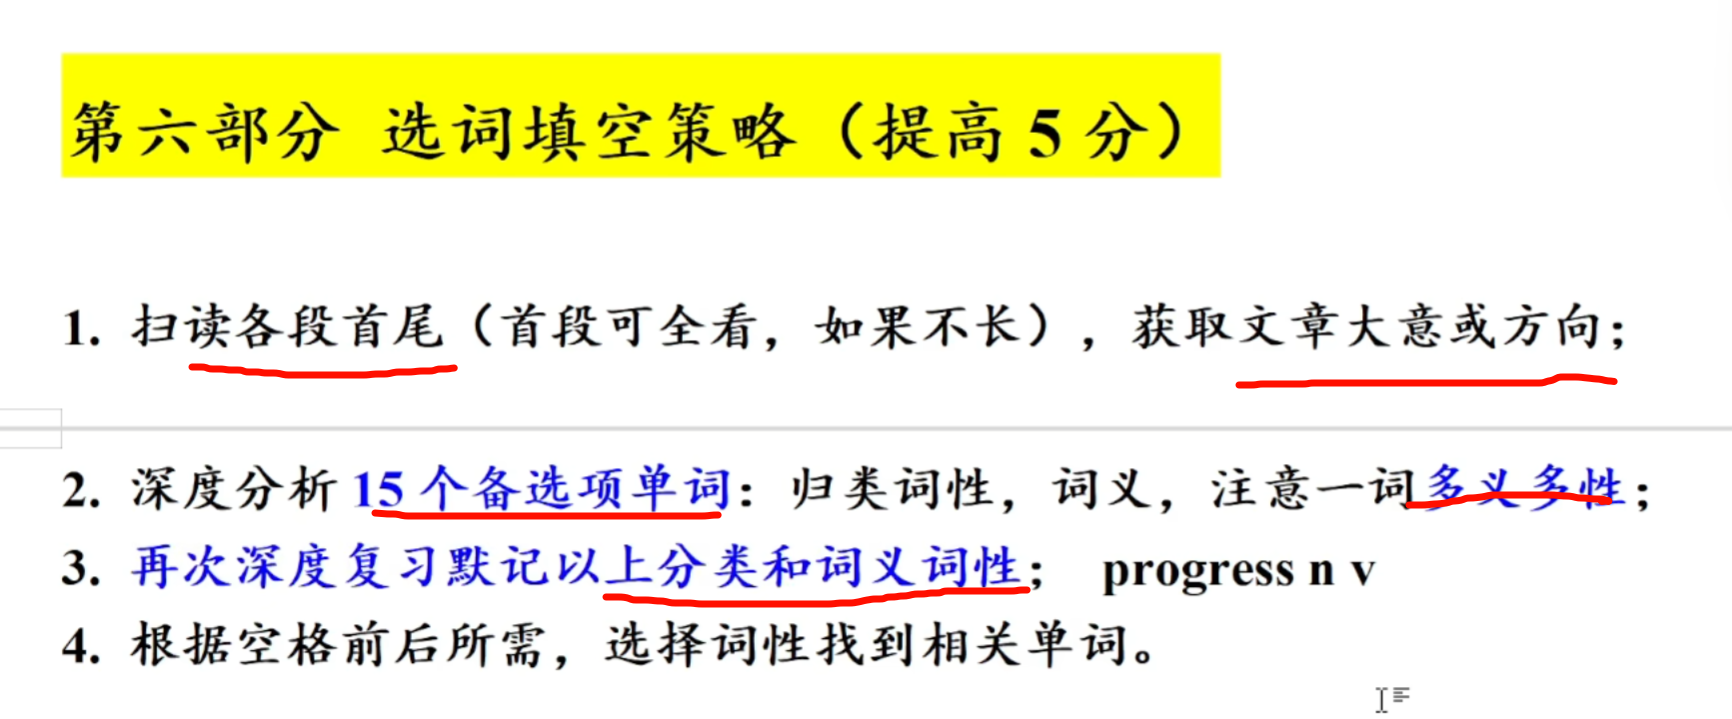 第六部分 选词填空策略（提高 5 分）
1. 扫读各段首尾（首段可全看，如果不长），获取文章大意或方向；
2. 深度分析 15 个备选项单词：归类词性，词义，注意一词多义多性；
3. 再次深度复习默记以上分类和词义词性； progress n v
4. 根据空格前后所需，选择词性找到相关单词。